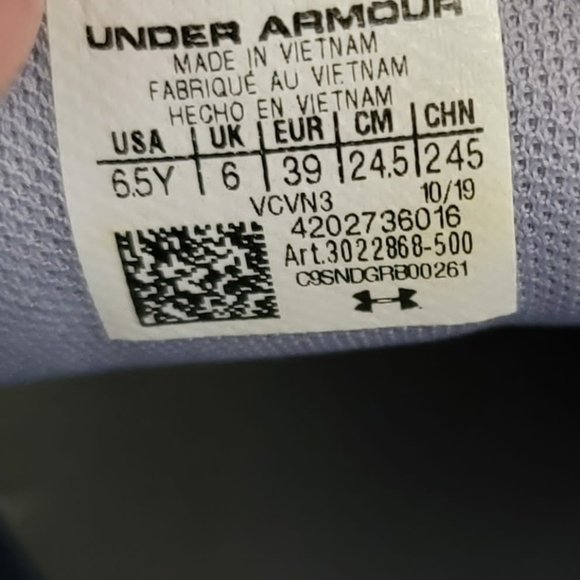 UNDER ARMOUR
MADE IN VIETNAM
FABRIQUÉ AU VIETNAM
HECHO EN VIETNAM
USA UK EUR CM CHN
6.5Y 6 39 24.5 245
VCVN3 10/19
4202736016
Art.3022868-500
C9SNDGRB00261